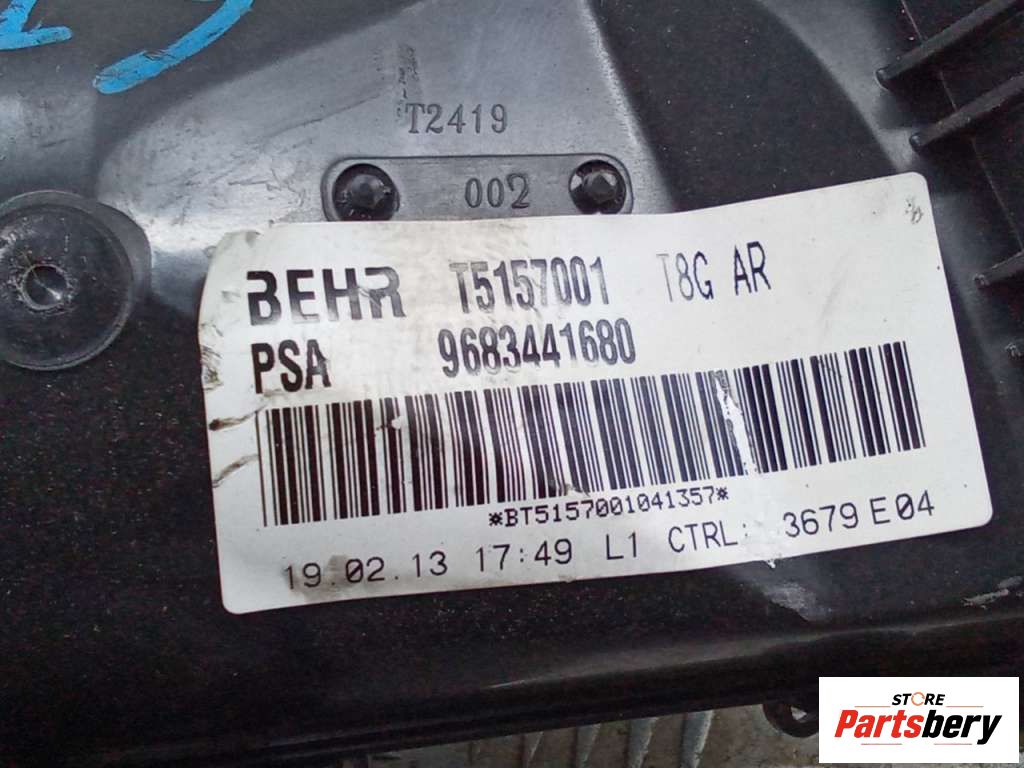 T2419
002
BEHR T5157001 T8G AR
PSA 9683441680
*BT5157001041357*
19.02.13 17:49 L1 CTRL: 3679 E04
STORE
Partsbery